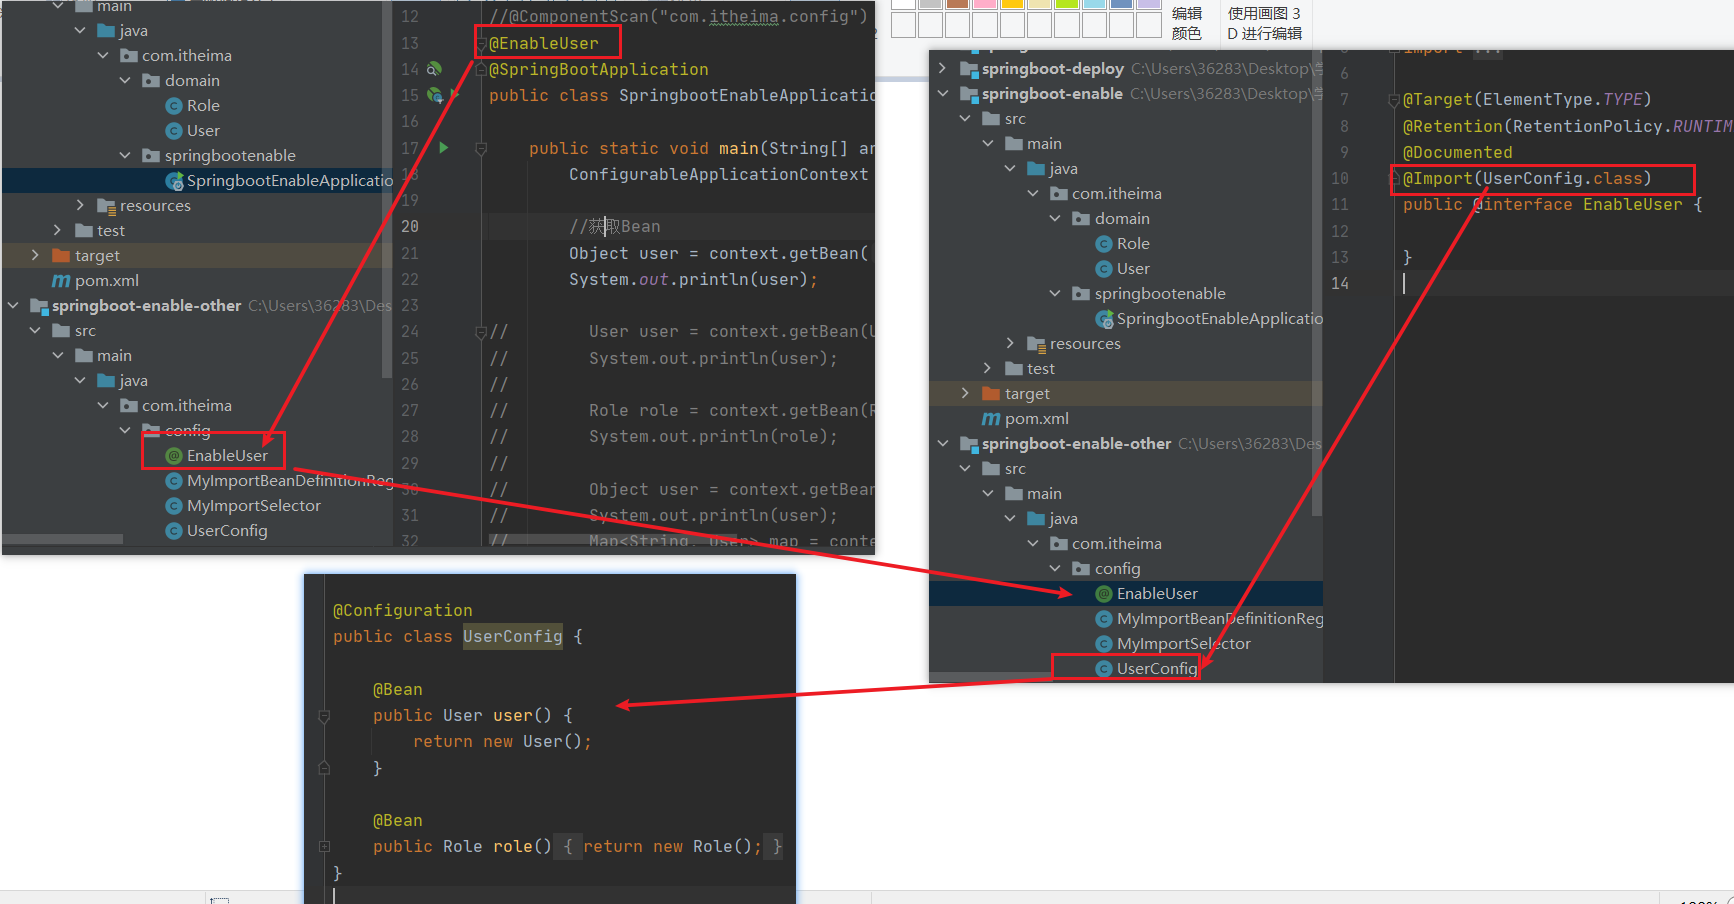 main
java
com.itheima
domain
Role
User
springbootenable
SpringbootEnableApplicatio
resources
test
target
pom.xml
springboot-enable-other C:\Users\36283\Des
src
main
java
com.itheima
config
EnableUser
MyImportBeanDefinitionReg
MyImportSelector
UserConfig
12 //@ComponentScan("com.itheima.config")
13 @EnableUser
14 @SpringBootApplication
15 public class SpringbootEnableApplicatio
16
17 public static void main(String[] ar
18 ConfigurableApplicationContext
19
20 //获取Bean
21 Object user = context.getBean(
22 System.out.println(user);
23
24 // User user = context.getBean(U
25 // System.out.println(user);
26 //
27 // Role role = context.getBean(R
28 // System.out.println(role);
29 //
30 // Object user = context.getBean
31 // System.out.println(user);
32 // Map<String, User> map = conte
编辑
颜色
使用画图 3
D 进行编辑
springboot-deploy C:\Users\36283\Desktop\
springboot-enable C:\Users\36283\Desktop\
src
main
java
com.itheima
domain
Role
User
springbootenable
SpringbootEnableApplicatio
resources
test
target
pom.xml
springboot-enable-other C:\Users\36283\Des
src
main
java
com.itheima
config
EnableUser
MyImportBeanDefinitionReg
MyImportSelector
UserConfig
import ...
6
7 @Target(ElementType.TYPE)
8 @Retention(RetentionPolicy.RUNTIM
9 @Documented
10 @Import(UserConfig.class)
11 public @interface EnableUser {
12
13 }
14
@Configuration
public class UserConfig {
@Bean
public User user() {
return new User();
}
@Bean
public Role role() { return new Role(); }
}